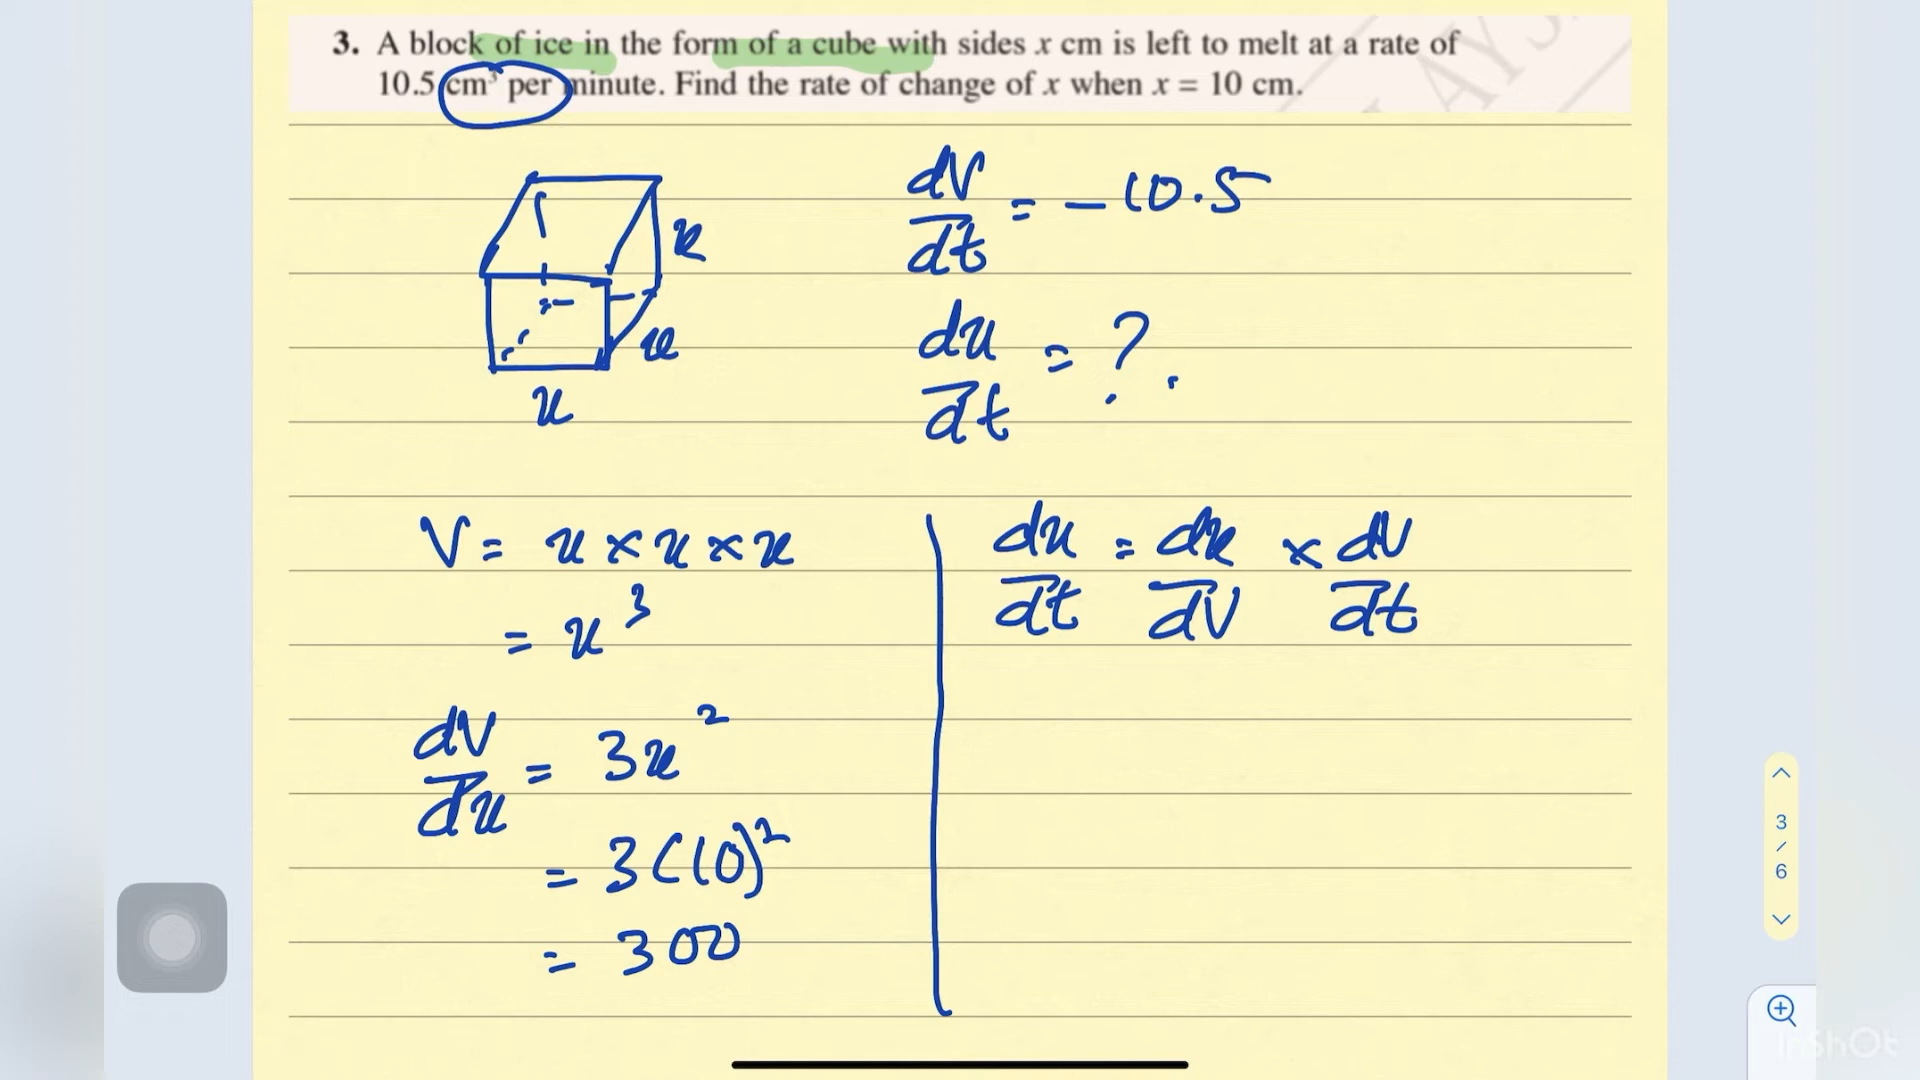 3. A block of ice in the form of a cube with sides x cm is left to melt at a rate of
10.5 cm³ per minute. Find the rate of change of x when x = 10 cm.
x
x
x
dV/dt = -10.5
dx/dt = ?
V = x × x × x
= x³
dV/dx = 3x²
= 3(10)²
= 300
dx/dt = dx/dV × dV/dt
3
/
6
InShOt